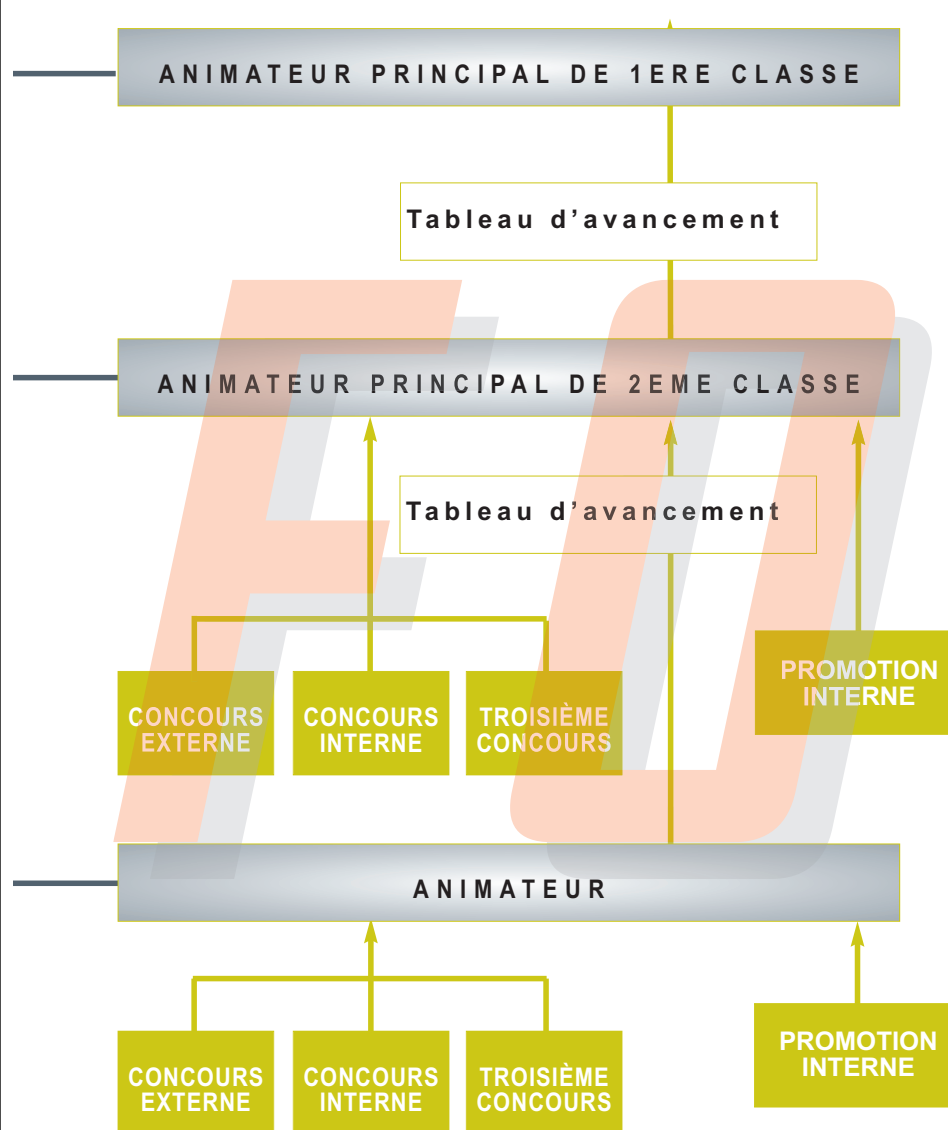 ANIMATEUR PRINCIPAL DE 1ERE CLASSE
Tableau d’avancement
ANIMATEUR PRINCIPAL DE 2EME CLASSE
Tableau d’avancement
CONCOURS
EXTERNE
CONCOURS
INTERNE
TROISIÈME
CONCOURS
PROMOTION
INTERNE
ANIMATEUR
CONCOURS
EXTERNE
CONCOURS
INTERNE
TROISIÈME
CONCOURS
PROMOTION
INTERNE
FO